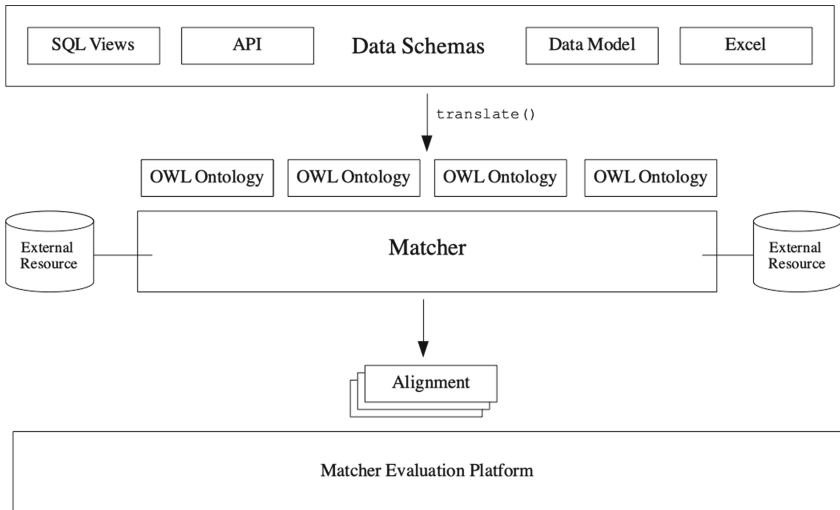 SQL Views
API
Data Schemas
Data Model
Excel
translate()
OWL Ontology
OWL Ontology
OWL Ontology
OWL Ontology
External
Resource
Matcher
External
Resource
Alignment
Matcher Evaluation Platform